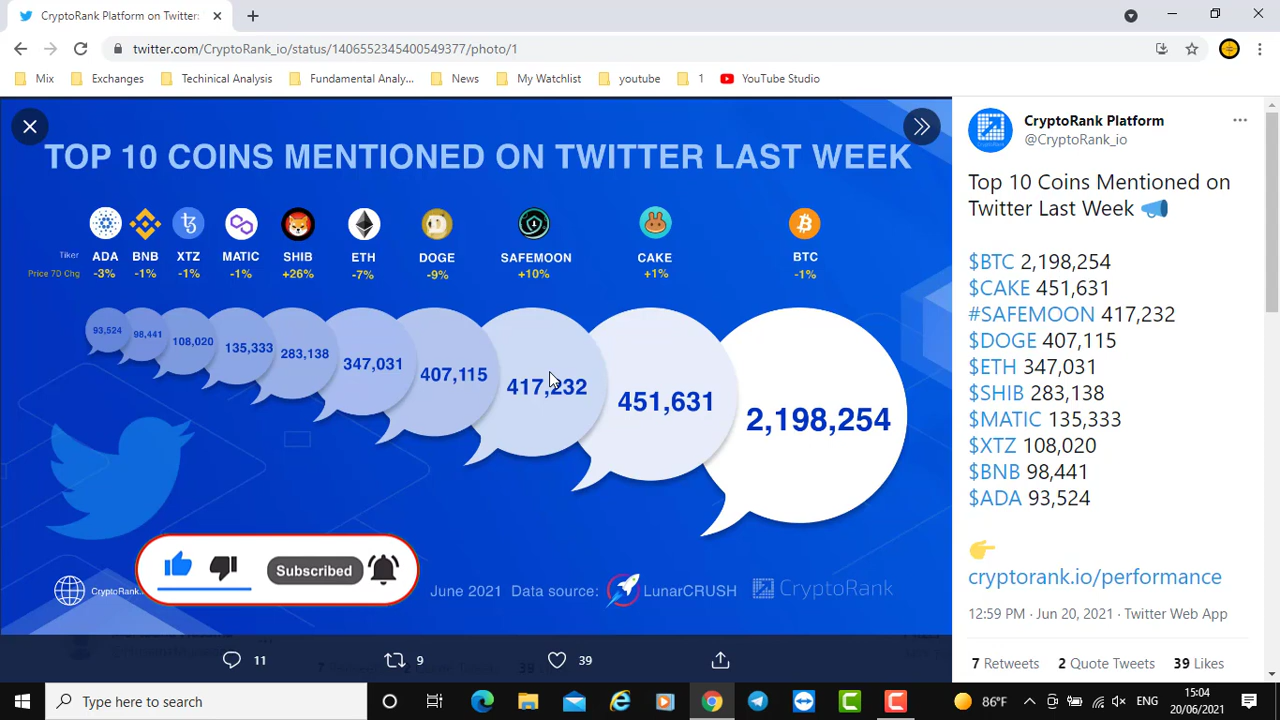 CryptoRank Platform on Twitter:
twitter.com/CryptoRank_io/status/1406552345400549377/photo/1
Mix
Exchanges
Techinical Analysis
Fundamental Analy...
News
My Watchlist
youtube
1
YouTube Studio
TOP 10 COINS MENTIONED ON TWITTER LAST WEEK
Tiker ADA BNB XTZ MATIC SHIB ETH DOGE SAFEMOON CAKE BTC
Price 7D Chg -3% -1% -1% -1% +26% -7% -9% +10% +1% -1%
93,524
98,441
108,020
135,333
283,138
347,031
407,115
417,232
451,631
2,198,254
Subscribed
CryptoRank.
June 2021 Data source: LunarCRUSH CryptoRank
11
9
39
CryptoRank Platform
@CryptoRank_io
Top 10 Coins Mentioned on
Twitter Last Week
$BTC 2,198,254
$CAKE 451,631
#SAFEMOON 417,232
$DOGE 407,115
$ETH 347,031
$SHIB 283,138
$MATIC 135,333
$XTZ 108,020
$BNB 98,441
$ADA 93,524
cryptorank.io/performance
12:59 PM · Jun 20, 2021 · Twitter Web App
7 Retweets 2 Quote Tweets 39 Likes
Type here to search
86°F
ENG
15:04
20/06/2021